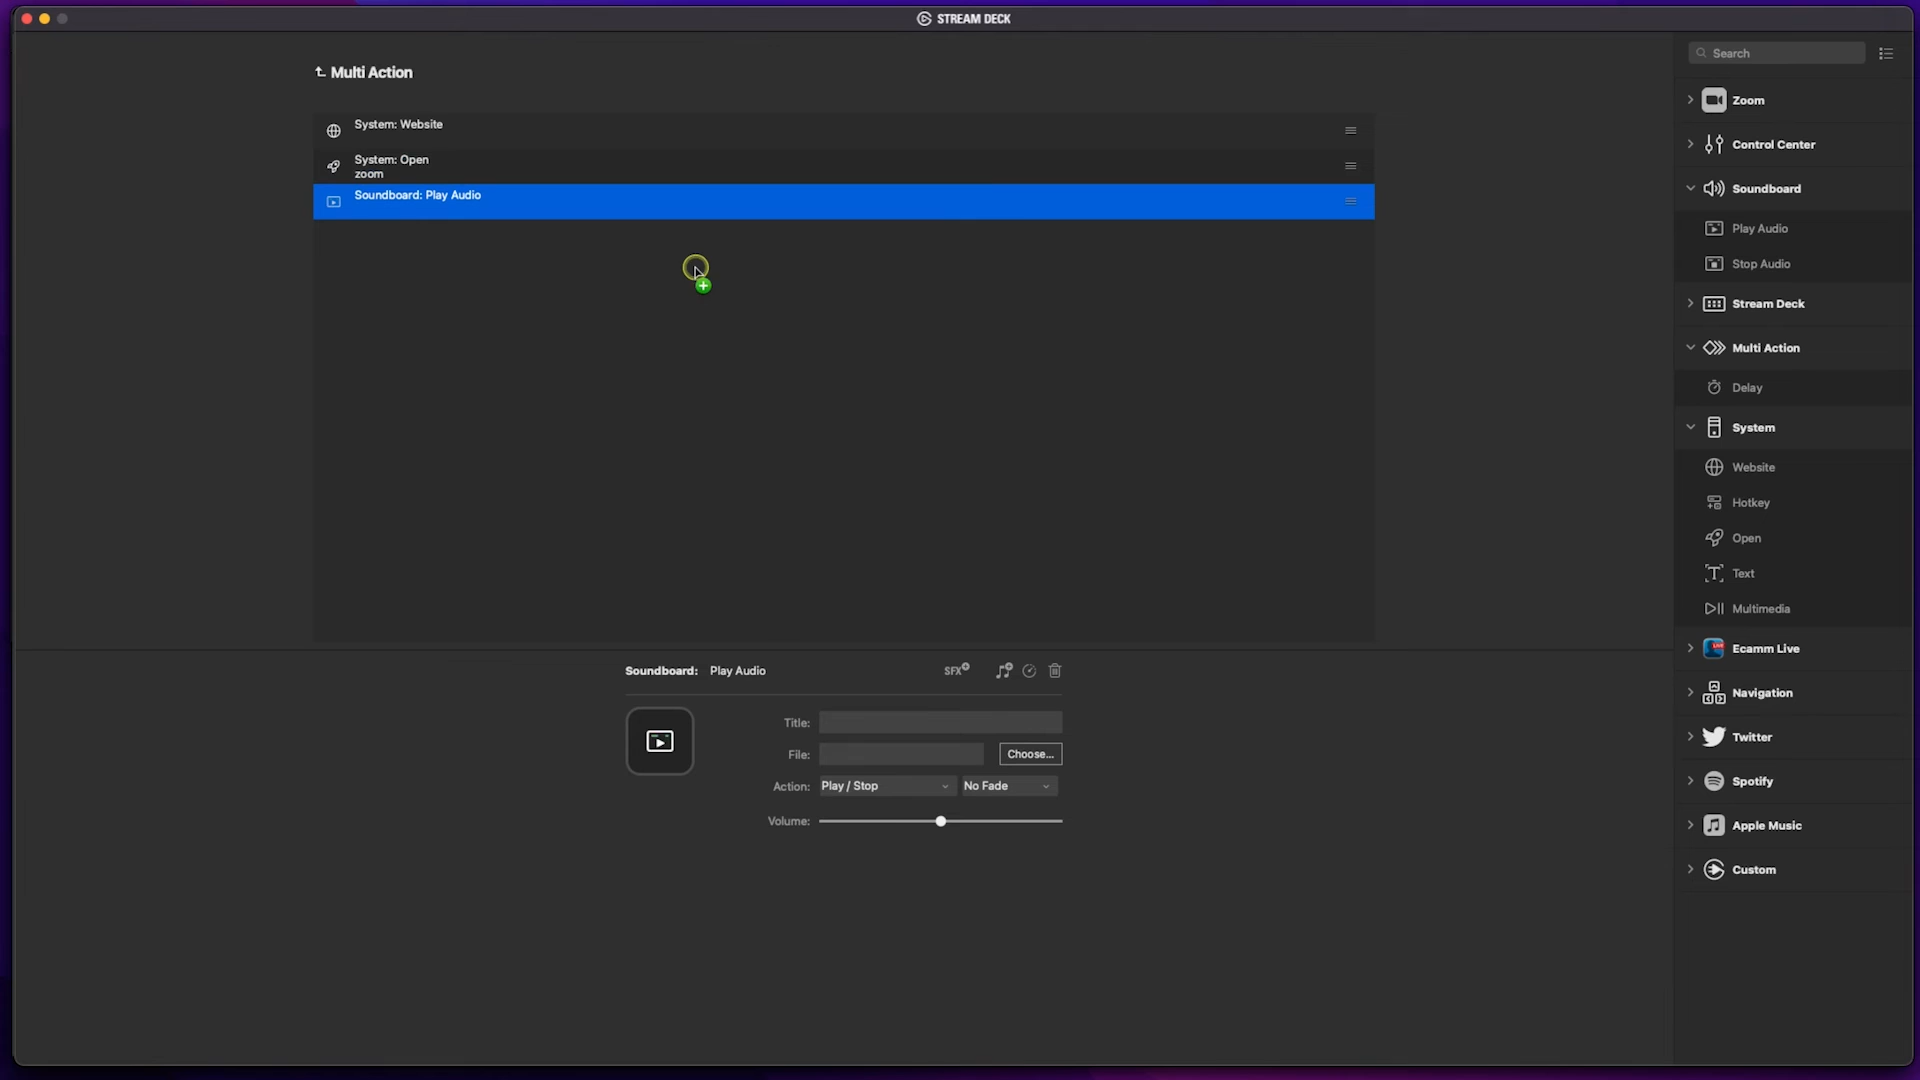 STREAM DECK
Multi Action
System: Website
System: Open
zoom
Soundboard: Play Audio
Search
Zoom
Control Center
Soundboard
Play Audio
Stop Audio
Stream Deck
Multi Action
Delay
System
Website
Hotkey
Open
Text
Multimedia
Ecamm Live
Navigation
Twitter
Spotify
Apple Music
Custom
Soundboard: Play Audio
SFX
Title:
File: Choose...
Action: Play / Stop No Fade
Volume: